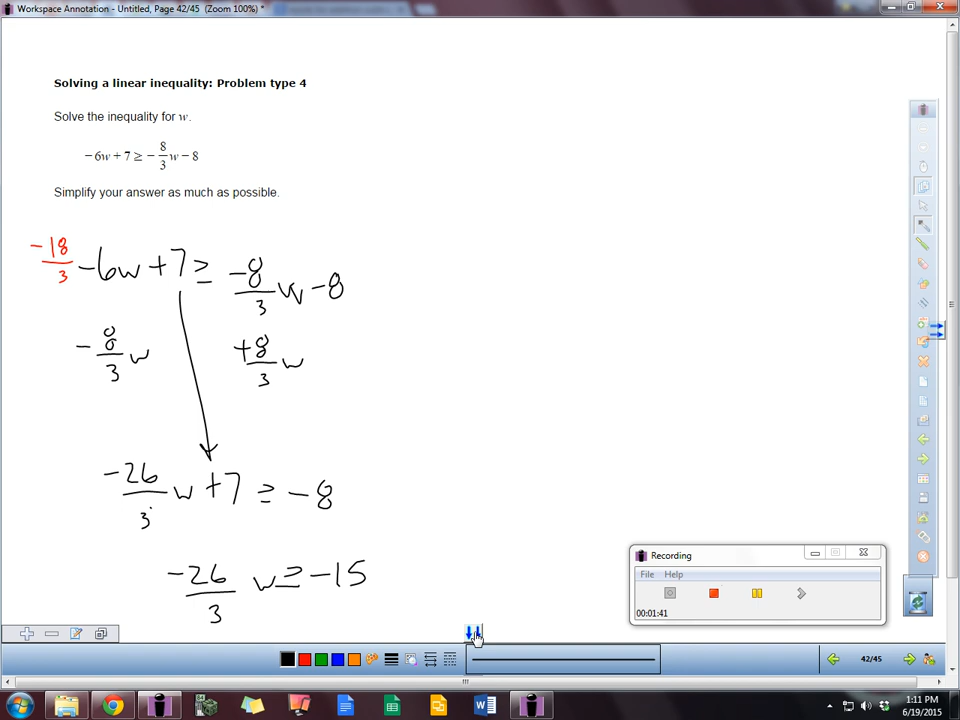 Workspace Annotation - Untitled, Page 42/45 (Zoom 100%) *
Solving a linear inequality: Problem type 4
Solve the inequality for w.
-6w + 7 ≥ -8/3 w - 8
Simplify your answer as much as possible.
-18/3 -6w + 7 ≥ -8/3 w - 8
-8/3 w +8/3 w
-26/3 w + 7 ≥ -8
-26/3 w ≥ -15
Recording
File Help
00:01:41
42/45
1:11 PM
6/19/2015